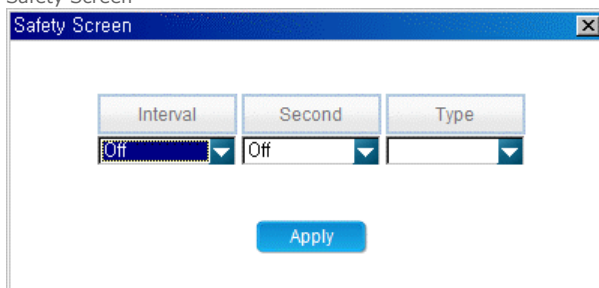 Safety Screen
Safety Screen
Interval Second Type
Off Off
Apply